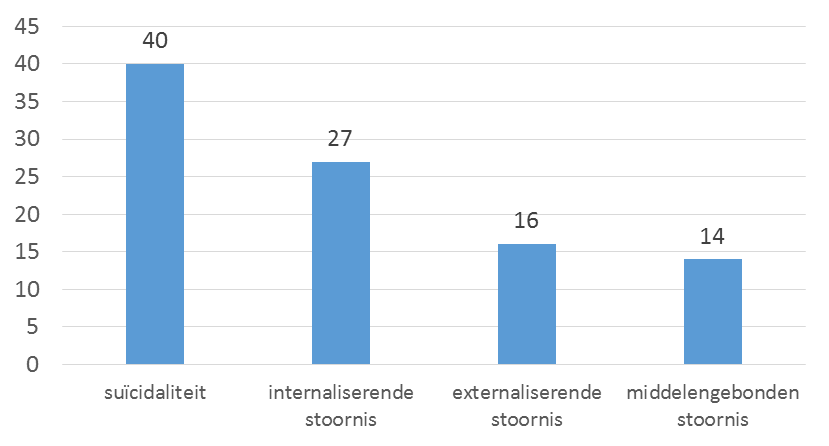 45
40
35
30
25
20
15
10
5
0
40
27
16
14
suïcidaliteit
internaliserende
stoornis
externaliserende
stoornis
middelengebonden
stoornis